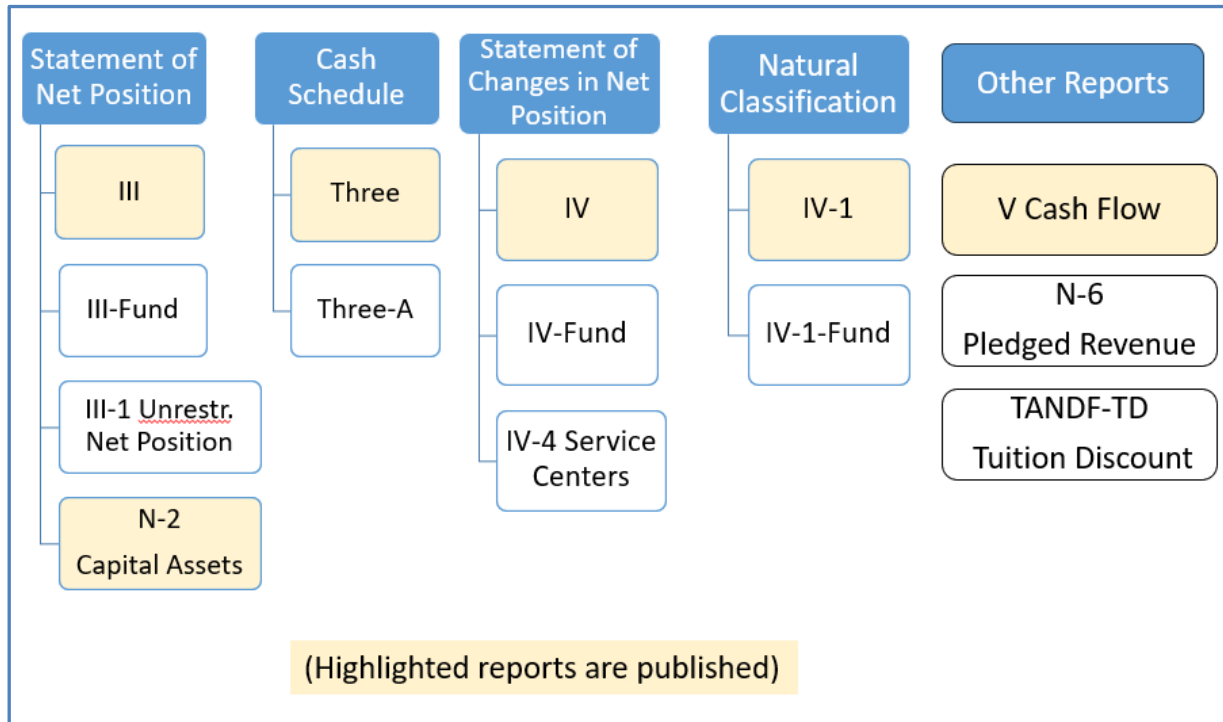 Statement of
Net Position
III
III-Fund
III-1 Unrestr.
Net Position
N-2
Capital Assets
Cash
Schedule
Three
Three-A
Statement of
Changes in Net
Position
IV
IV-Fund
IV-4 Service
Centers
Natural
Classification
IV-1
IV-1-Fund
Other Reports
V Cash Flow
N-6
Pledged Revenue
TANDF-TD
Tuition Discount
(Highlighted reports are published)